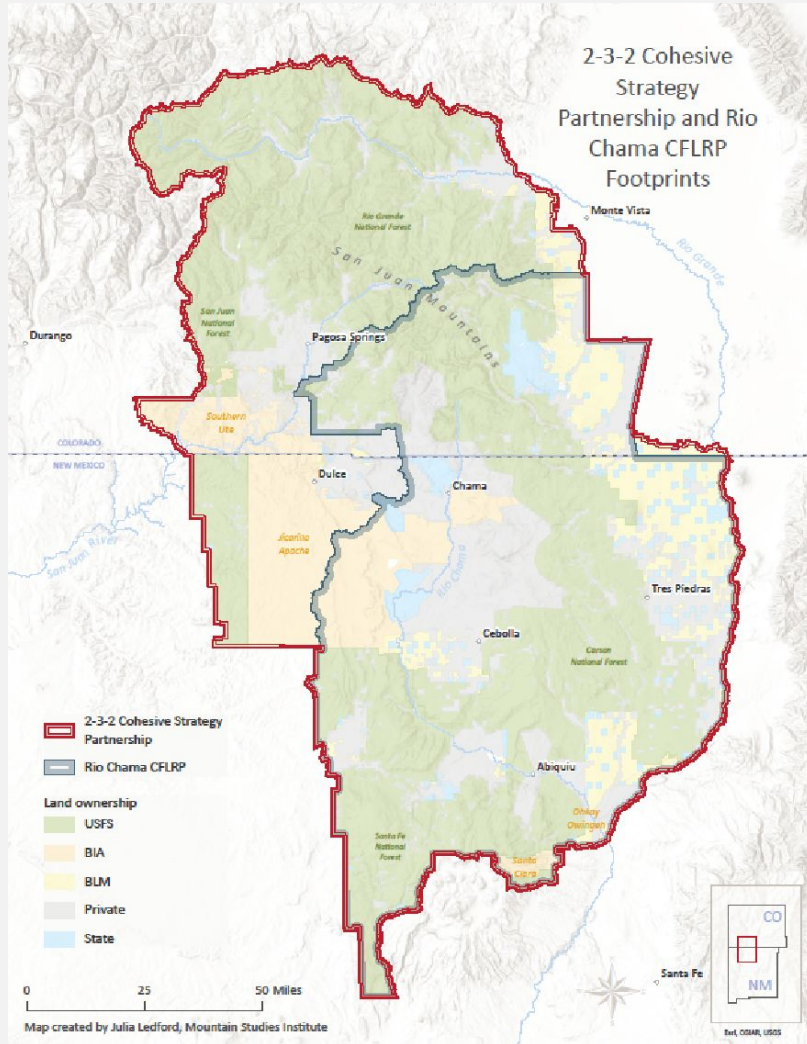 2-3-2 Cohesive
Strategy
Partnership and Rio
Chama CFLRP
Footprints
Monte Vista
Rio Grande
National Forest
Rio Grande
San Juan Mountains
San Juan
National
Forest
Durango
Pagosa Springs
Southern
Ute
COLORADO
NEW MEXICO
Dulce
Chama
San Juan River
Jicarilla
Apache
Rio Chama
Tres Piedras
Cebolla
Carson
National Forest
2-3-2 Cohesive Strategy
Partnership
Rio Chama CFLRP
Abiquiu
Land ownership
USFS
BIA
BLM
Private
State
Ohkay
Owingeh
Santa Fe
National
Forest
Santa
Clara
CO
NM
Santa Fe
0 25 50 Miles
Map created by Julia Ledford, Mountain Studies Institute
Esri, CGIAR, USGS